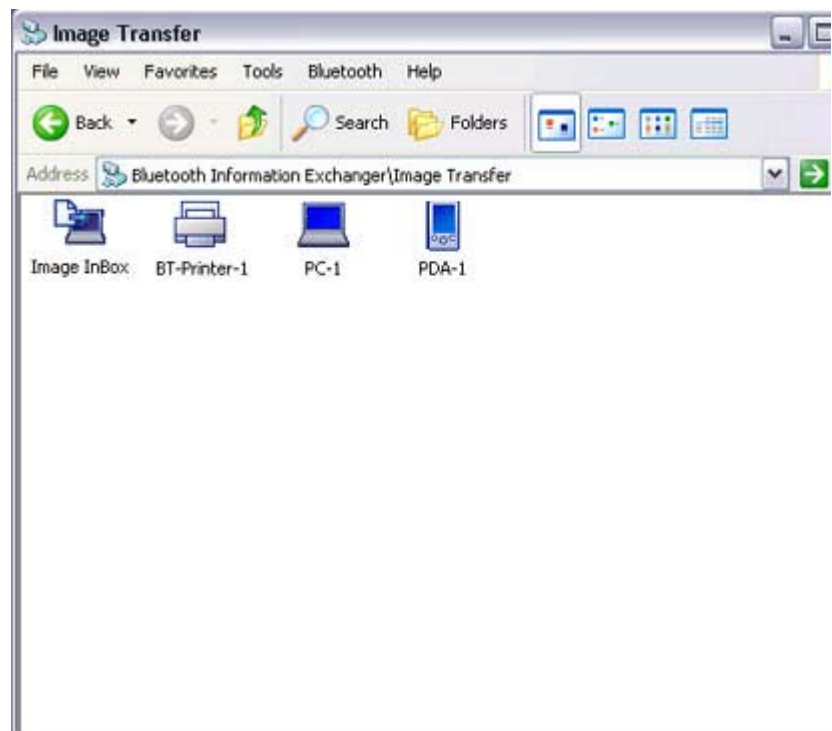 Image Transfer
File View Favorites Tools Bluetooth Help
Back Search Folders
Address Bluetooth Information Exchanger\Image Transfer
Image InBox BT-Printer-1 PC-1 PDA-1